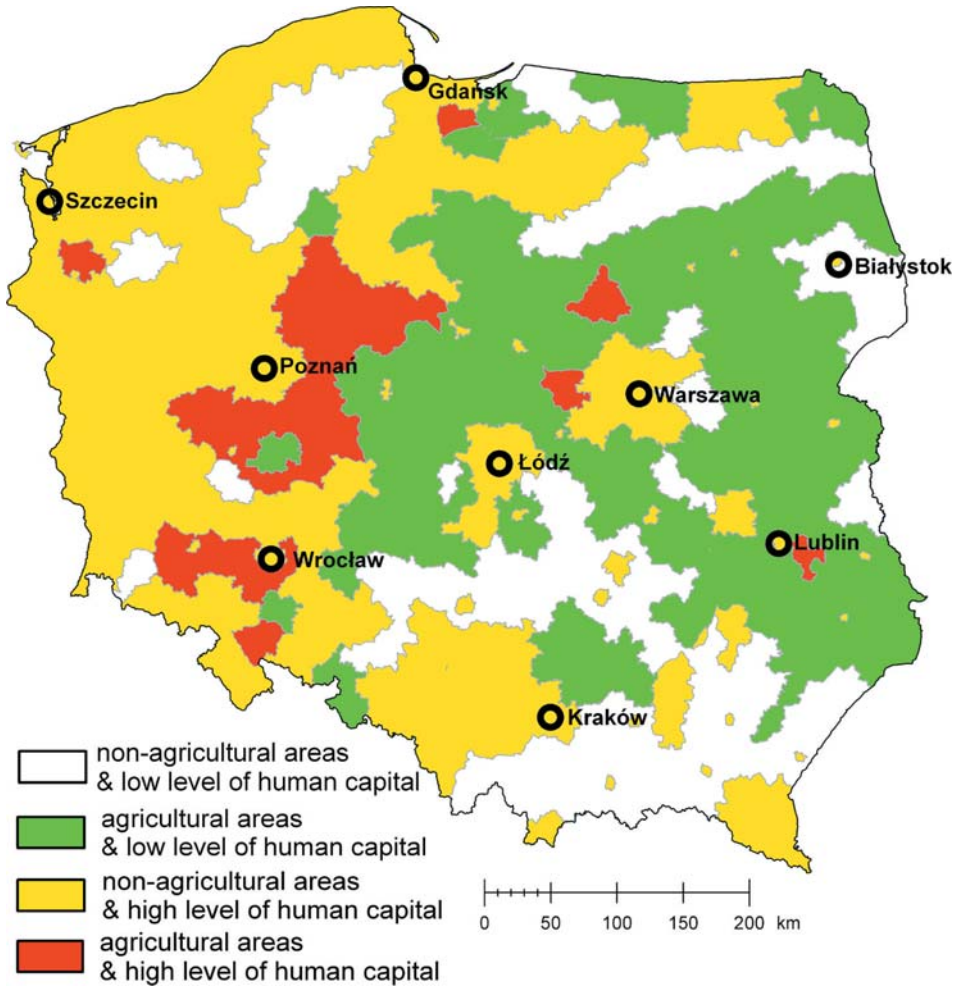 Gdańsk
Szczecin
Białystok
Poznań
Warszawa
Łódź
Lublin
Wrocław
Kraków
non-agricultural areas
& low level of human capital
agricultural areas
& low level of human capital
non-agricultural areas
& high level of human capital
agricultural areas
& high level of human capital
0 50 100 150 200 km